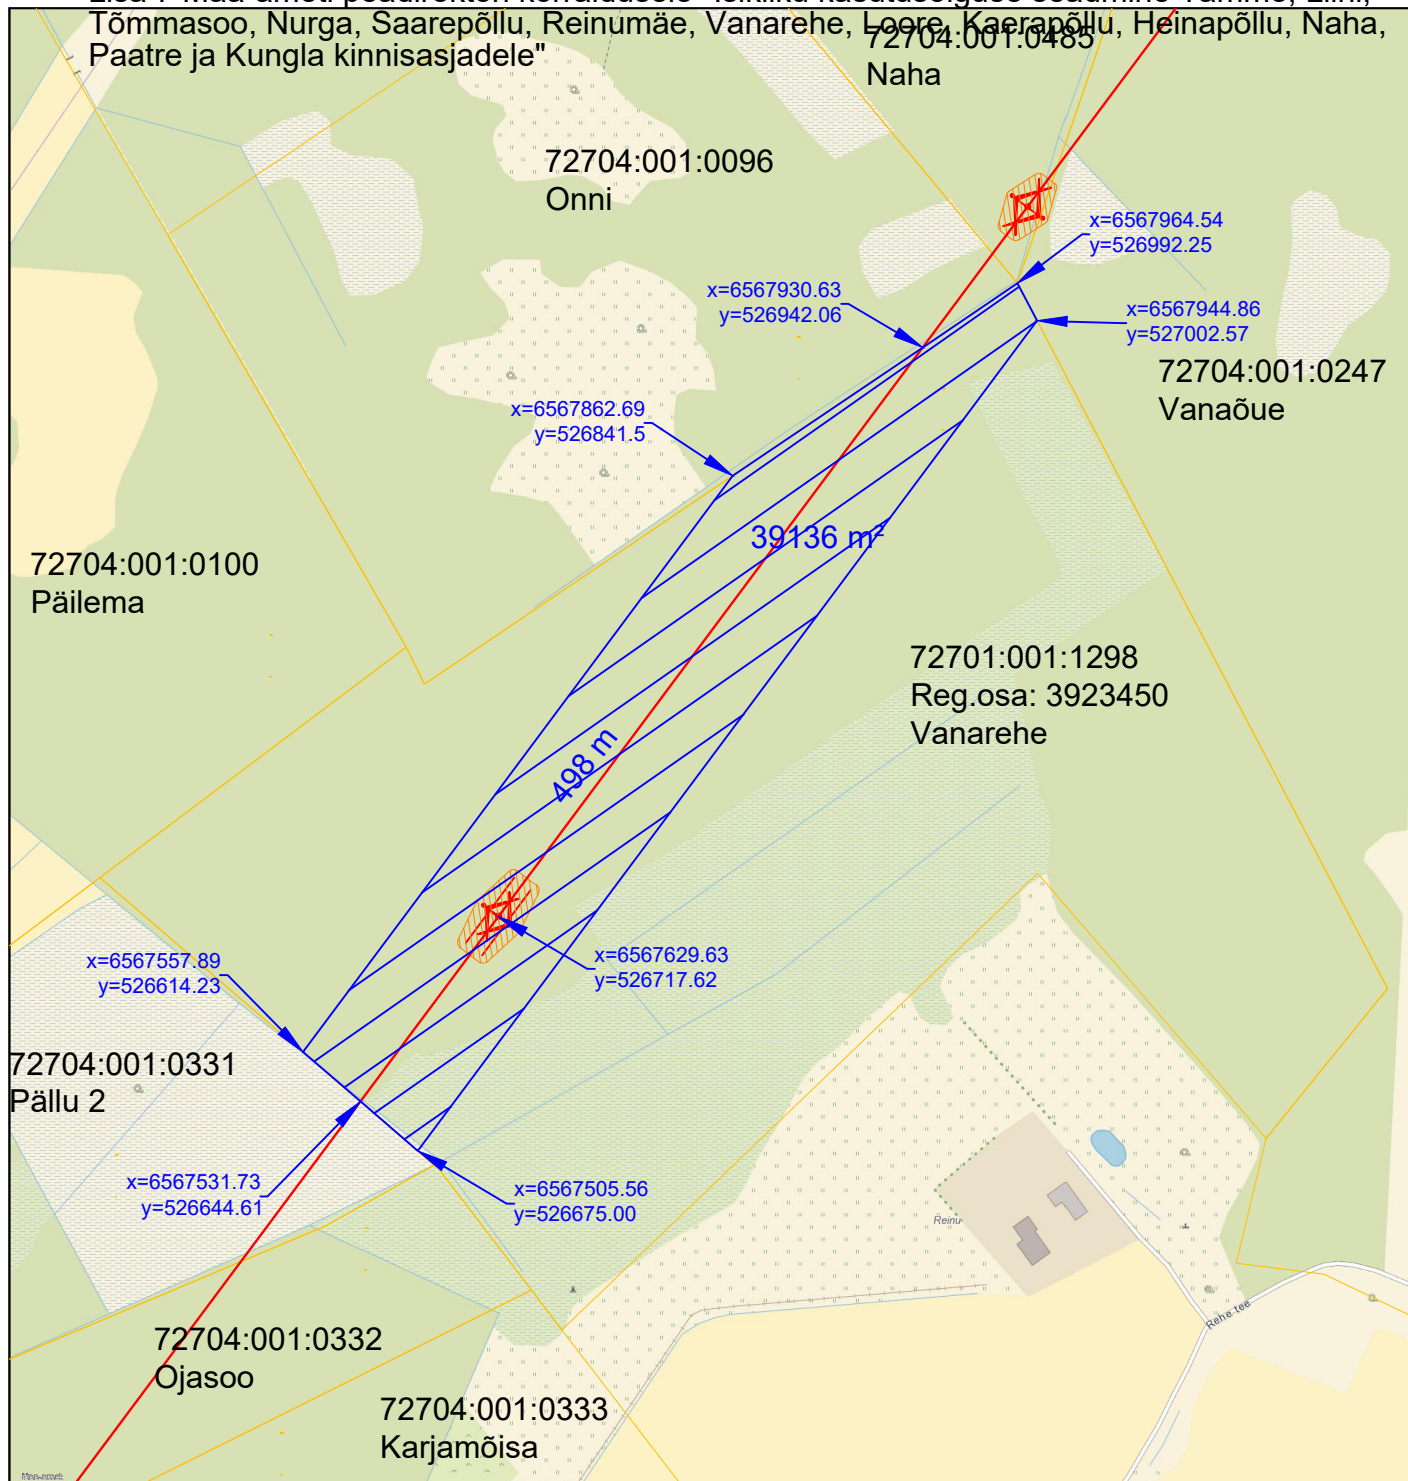 Tõmmasoo, Nurga, Saarepõllu, Reinumäe, Vanarehe, Loore, Kaerapõllu, Heinapõllu, Naha,
Paatre ja Kungla kinnisasjadele"
72704:001:0485
Naha
72704:001:0096
Onni
x=6567964.54
y=526992.25
x=6567930.63
y=526942.06
x=6567944.86
y=527002.57
72704:001:0247
Vanaõue
x=6567862.69
y=526841.5
39136 m²
72704:001:0100
Päilema
72701:001:1298
Reg.osa: 3923450
Vanarehe
498 m
x=6567557.89
y=526614.23
x=6567629.63
y=526717.62
72704:001:0331
Pällu 2
x=6567531.73
y=526644.61
x=6567505.56
y=526675.00
Reinu
Rehe tee
72704:001:0332
Ojasoo
72704:001:0333
Karjamõisa
Maa-amet